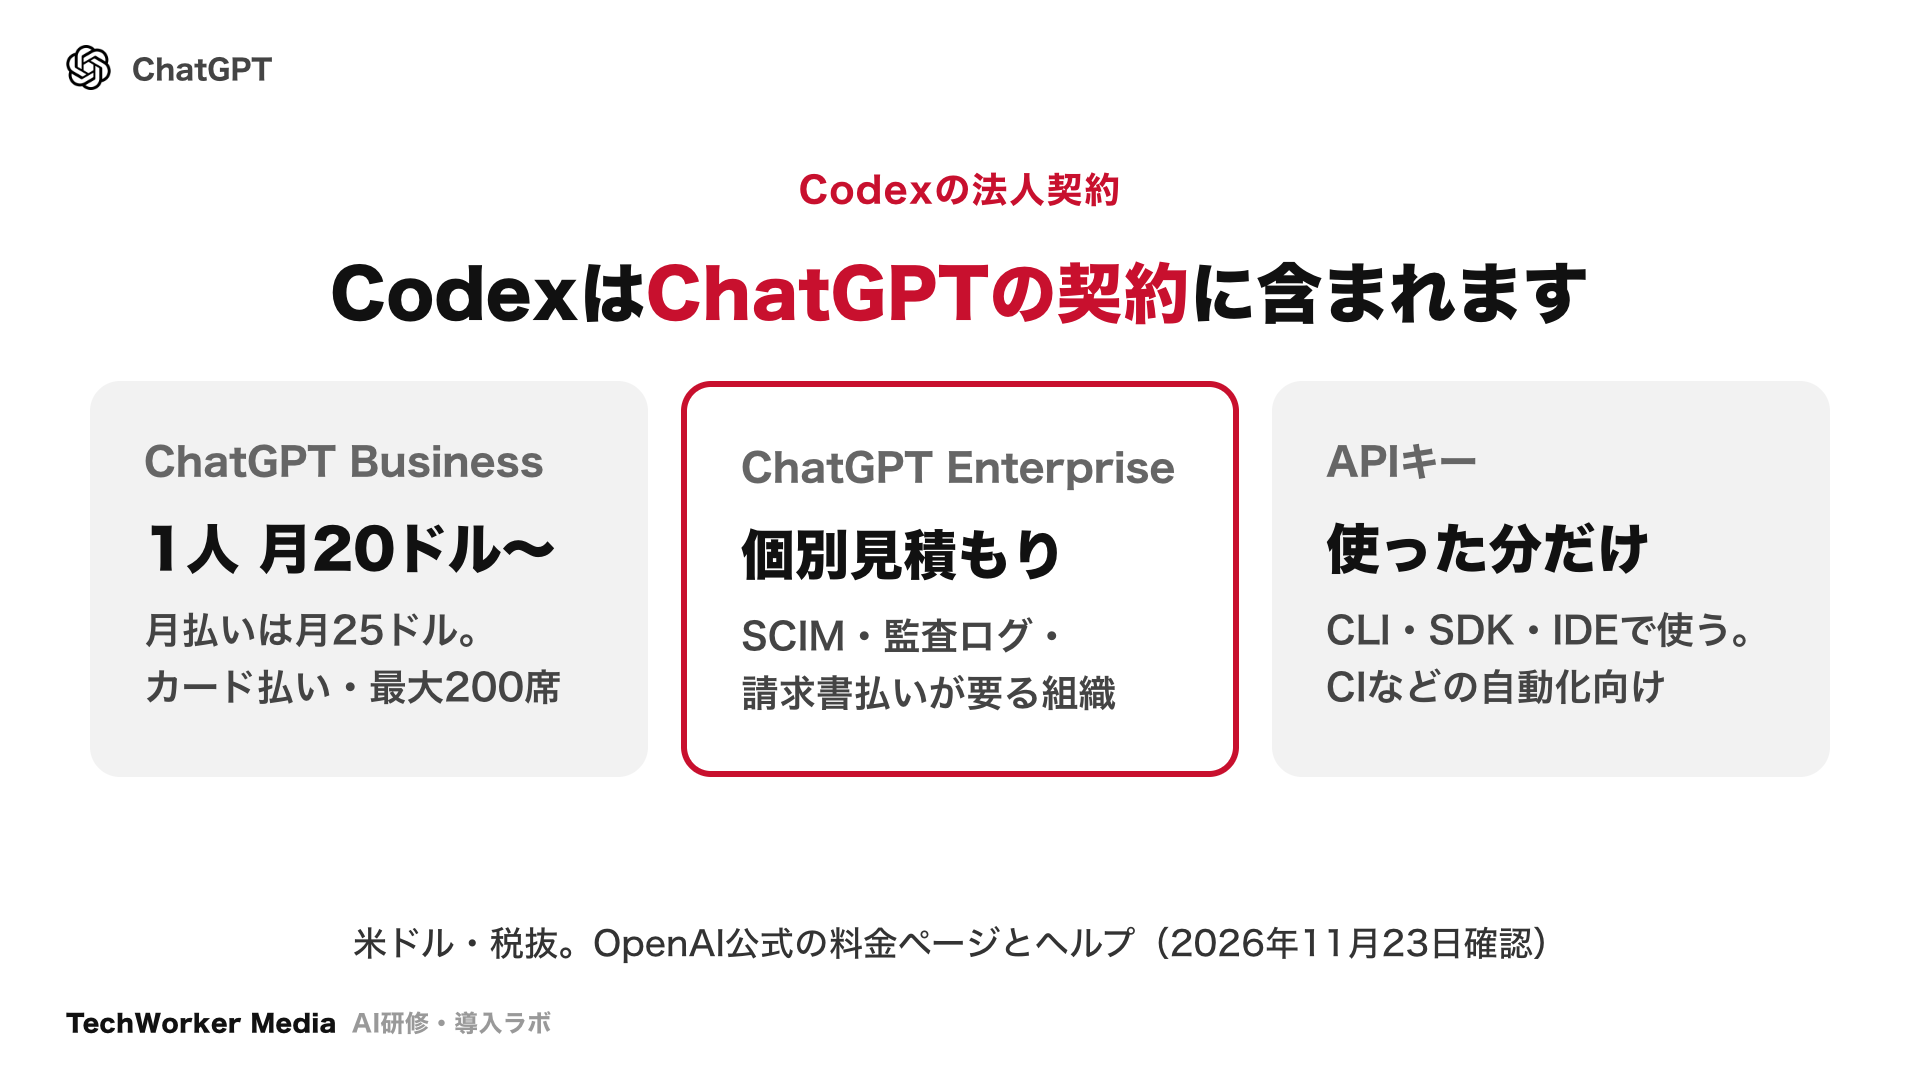 ChatGPT
Codexの法人契約
CodexはChatGPTの契約に含まれます
ChatGPT Business
1人 月20ドル〜
月払いは月25ドル。
カード払い・最大200席
ChatGPT Enterprise
個別見積もり
SCIM・監査ログ・
請求書払いが要る組織
APIキー
使った分だけ
CLI・SDK・IDEで使う。
CIなどの自動化向け
米ドル・税抜。OpenAI公式の料金ページとヘルプ（2026年11月23日確認）
TechWorker Media AI研修・導入ラボ